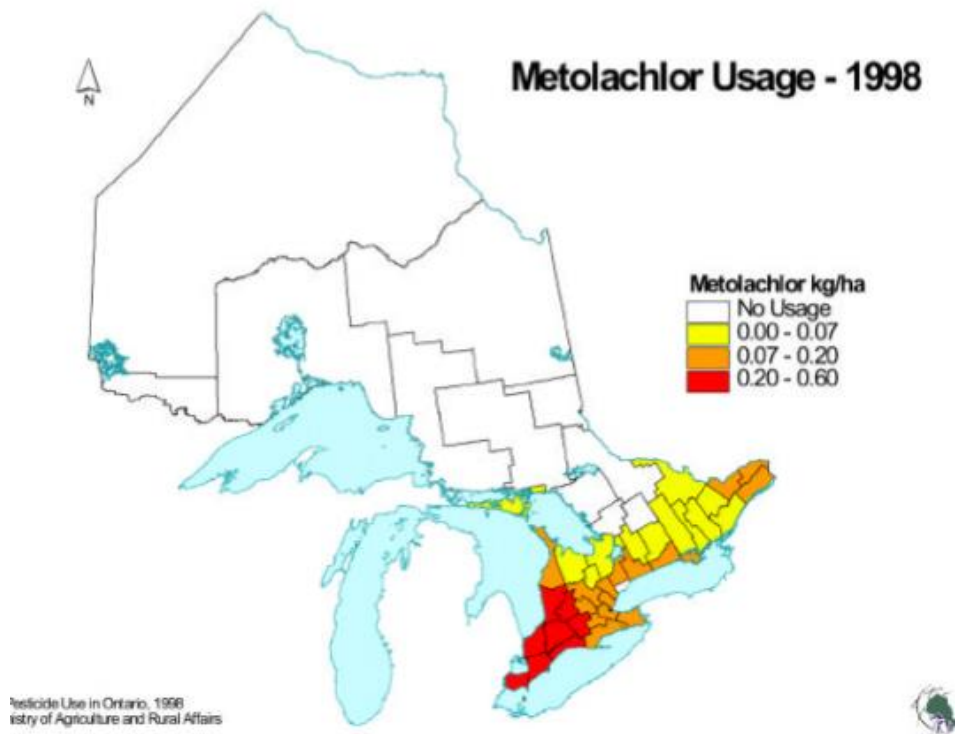 Metolachlor Usage - 1998
N
Metolachlor kg/ha
No Usage
0.00 - 0.07
0.07 - 0.20
0.20 - 0.60
Pesticide Use in Ontario, 1998
istry of Agriculture and Rural Affairs